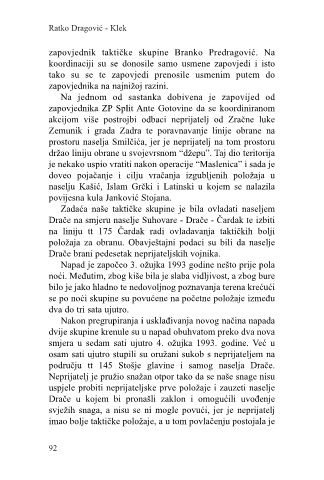 Ratko Dragović - Klek
zapovjednik taktičke skupine Branko Predragović. Na
koordinaciji su se donosile samo usmene zapovjedi i isto
tako su se te zapovjedi prenosile usmenim putem do
zapovjednika na najnižoj razini.
Na jednom od sastanka dobivena je zapovijed od
zapovjednika ZP Split Ante Gotovine da se koordiniranom
akcijom više postrojbi odbaci neprijatelj od Zračne luke
Zemunik i grada Zadra te poravnavanje linije obrane na
prostoru naselja Smilčića, jer je neprijatelj na tom prostoru
držao liniju obrane u svojevrsnom “džepu”. Taj dio teritorija
je nekako uspio vratiti nakon operacije “Maslenica” i sada je
doveo pojačanje i cilju vraćanja izgubljenih položaja u
naselju Kašić, Islam Grčki i Latinski u kojem se nalazila
povijesna kula Janković Stojana.
Zadaća naše taktičke skupine je bila ovladati naseljem
Drače na smjeru naselje Suhovare - Drače - Čardak te izbiti
na liniju tt 175 Čardak radi ovladavanja taktičkih bolji
položaja za obranu. Obavještajni podaci su bili da naselje
Drače brani pedesetak neprijateljskih vojnika.
Napad je započeo 3. ožujka 1993 godine nešto prije pola
noći. Međutim, zbog kiše bila je slaba vidljivost, a zbog bure
bilo je jako hladno te nedovoljnog poznavanja terena krećući
se po noći skupine su povučene na početne položaje između
dva do tri sata ujutro.
Nakon pregrupiranja i usklađivanja novog načina napada
dvije skupine krenule su u napad obuhvatom preko dva nova
smjera u sedam sati ujutro 4. ožujka 1993. godine. Već u
osam sati ujutro stupili su oružani sukob s neprijateljem na
području tt 145 Stošje glavice i samog naselja Drače.
Neprijatelj je pružio snažan otpor tako da se naše snage nisu
uspjele probiti neprijateljske prve položaje i zauzeti naselje
Drače u kojem bi pronašli zaklon i omogućili uvođenje
svježih snaga, a nisu se ni mogle povući, jer je neprijatelj
imao bolje taktičke položaje, a u tom povlačenju postojala je
92